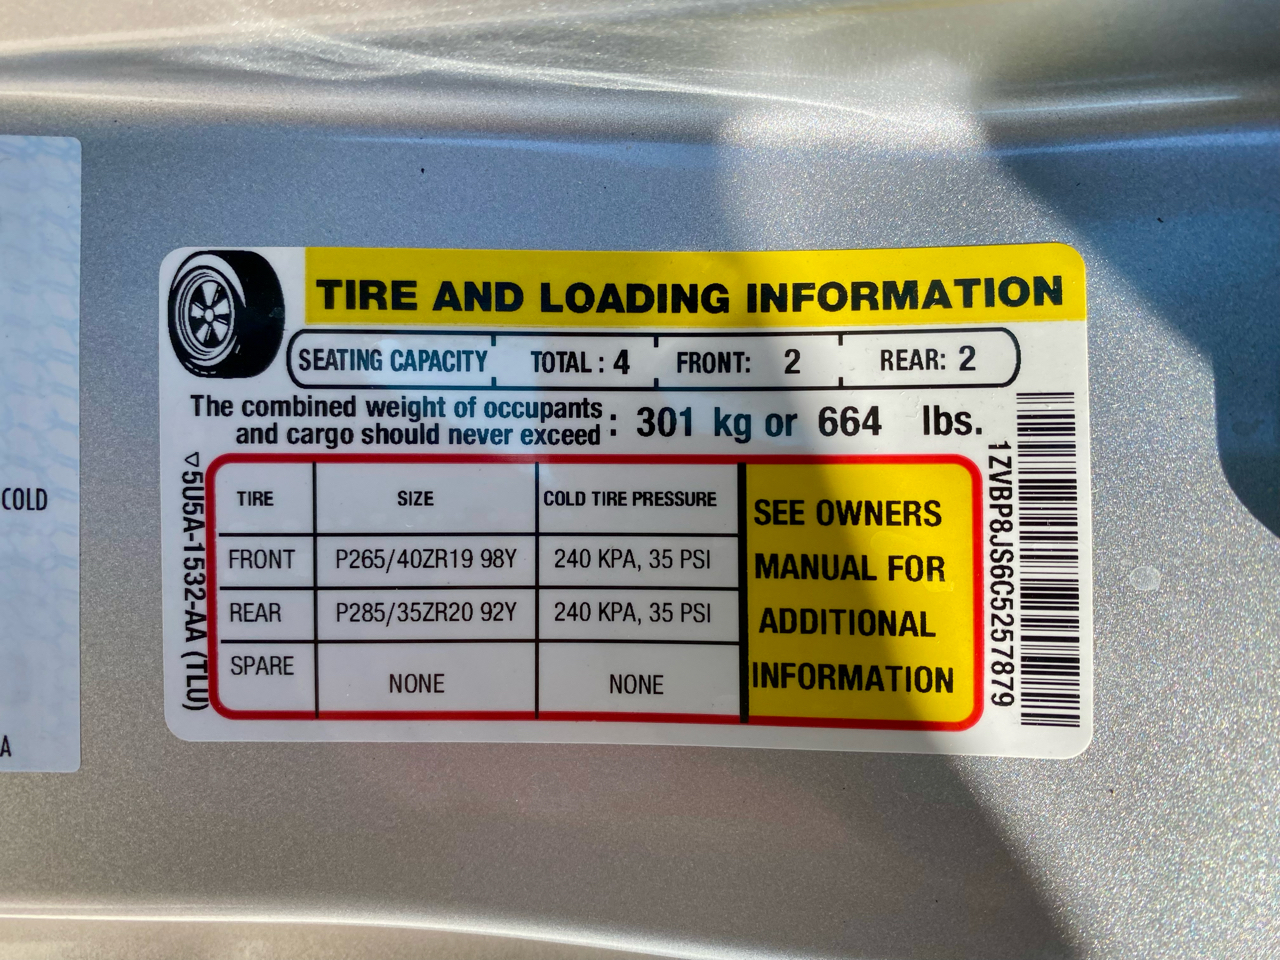 COLD
A
TIRE AND LOADING INFORMATION
SEATING CAPACITY TOTAL : 4 FRONT: 2 REAR: 2
The combined weight of occupants
and cargo should never exceed : 301 kg or 664 lbs.
▽5U5A-1532-AA (TLU)
TIRE SIZE COLD TIRE PRESSURE
FRONT P265/40ZR19 98Y 240 KPA, 35 PSI
REAR P285/35ZR20 92Y 240 KPA, 35 PSI
SPARE NONE NONE
SEE OWNERS
MANUAL FOR
ADDITIONAL
INFORMATION
1ZVBP8JS6C5257879